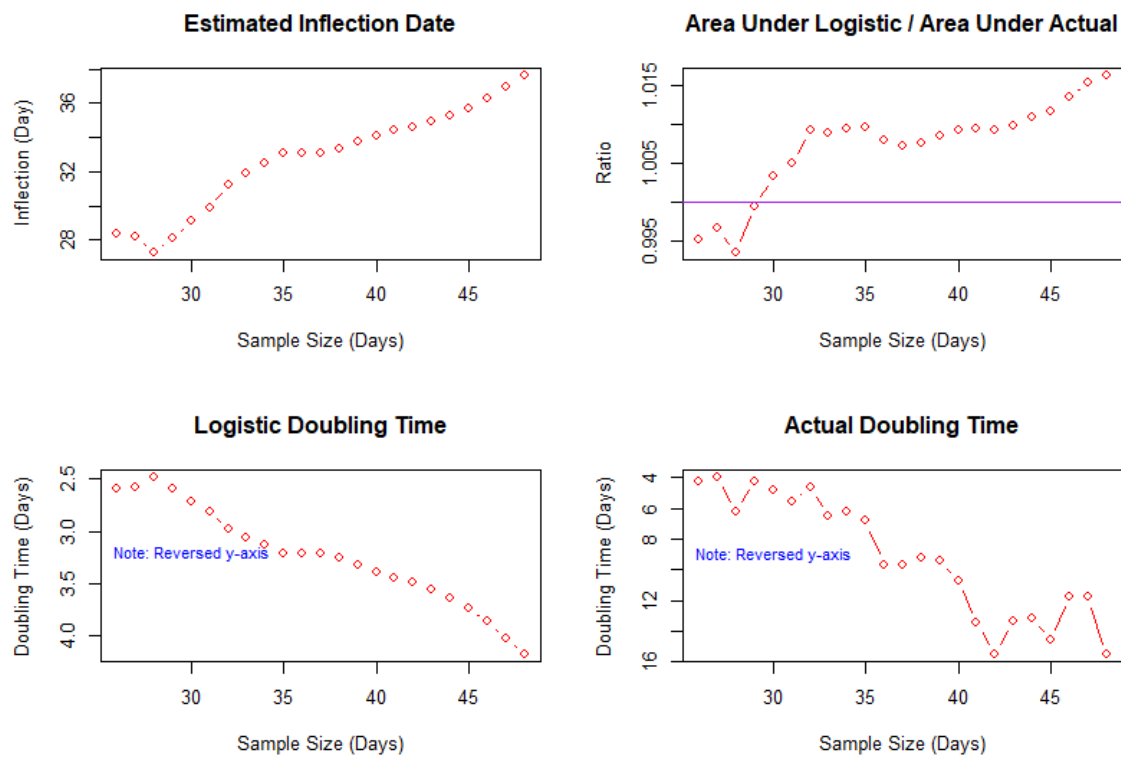 Estimated Inflection Date
Inflection (Day)
36
32
28
30 35 40 45
Sample Size (Days)
Area Under Logistic / Area Under Actual
Ratio
1.015
1.005
0.995
30 35 40 45
Sample Size (Days)
Logistic Doubling Time
Doubling Time (Days)
2.5
3.0
3.5
4.0
Note: Reversed y-axis
30 35 40 45
Sample Size (Days)
Actual Doubling Time
Doubling Time (Days)
4
6
8
12
16
Note: Reversed y-axis
30 35 40 45
Sample Size (Days)